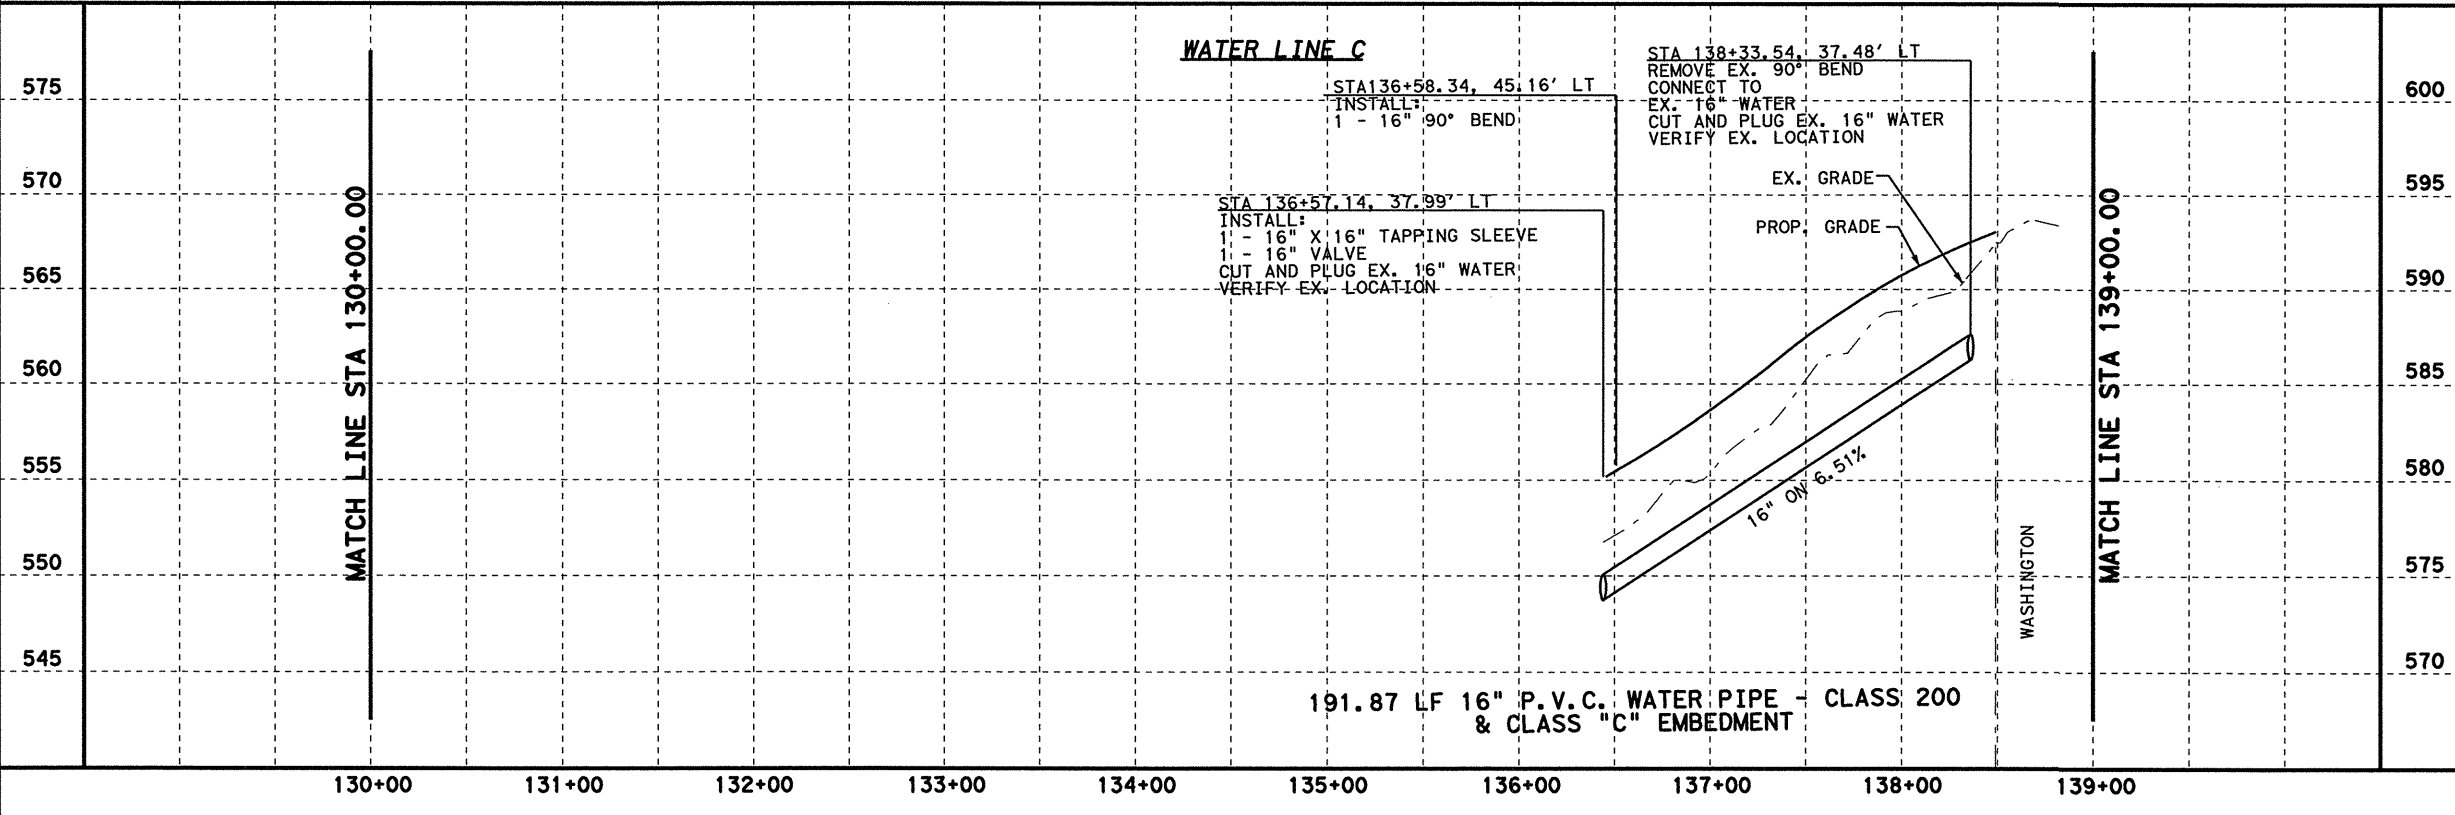 WATER LINE C
STA 138+33.54, 37.48' LT
REMOVE EX. 90° BEND
CONNECT TO
EX. 16" WATER
CUT AND PLUG EX. 16" WATER
VERIFY EX. LOCATION
STA136+58.34, 45.16' LT
INSTALL:
1 - 16" 90° BEND
EX. GRADE
PROP. GRADE
STA 136+57.14, 37.99' LT
INSTALL:
1 - 16" X 16" TAPPING SLEEVE
1 - 16" VALVE
CUT AND PLUG EX. 16" WATER
VERIFY EX. LOCATION
575
570
565
560
555
550
545
MATCH LINE STA 130+00.00
16" ON 6.51%
WASHINGTON
MATCH LINE STA 139+00.00
600
595
590
585
580
575
570
191.87 LF 16" P.V.C. WATER PIPE - CLASS 200
& CLASS "C" EMBEDMENT
130+00 131+00 132+00 133+00 134+00 135+00 136+00 137+00 138+00 139+00